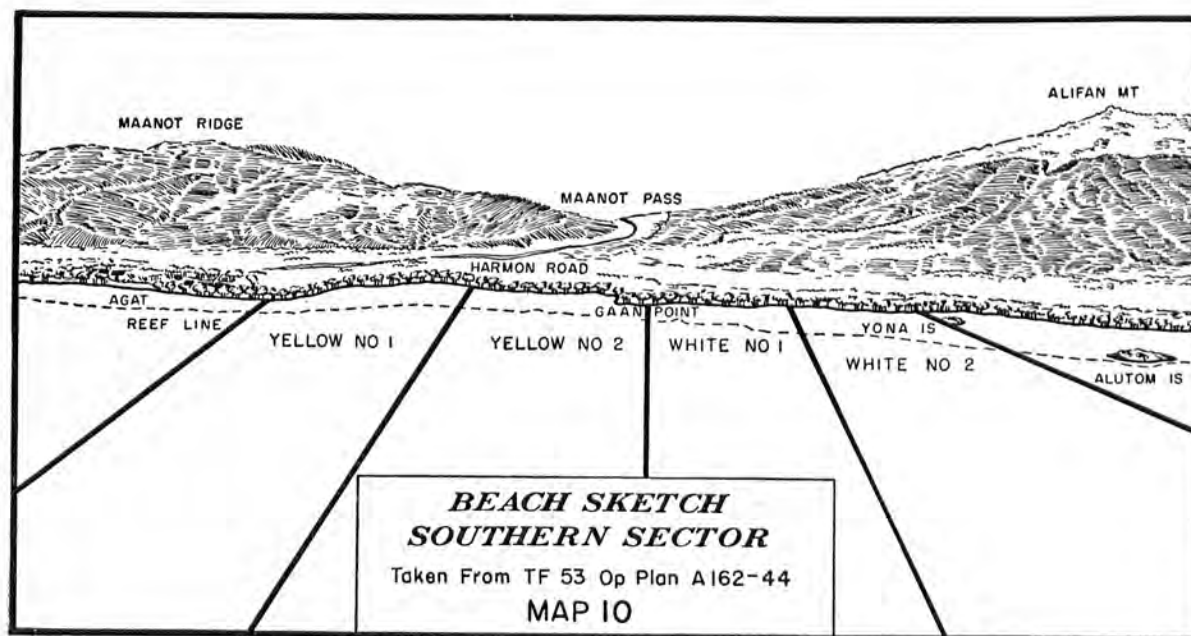 ALIFAN MT
MAANOT RIDGE
MAANOT PASS
HARMON ROAD
AGAT
GAAN POINT
REEF LINE
YONA IS
YELLOW NO 1
YELLOW NO 2
WHITE NO 1
WHITE NO 2
ALUTOM IS
BEACH SKETCH
SOUTHERN SECTOR
Taken From TF 53 Op Plan A162-44
MAP 10